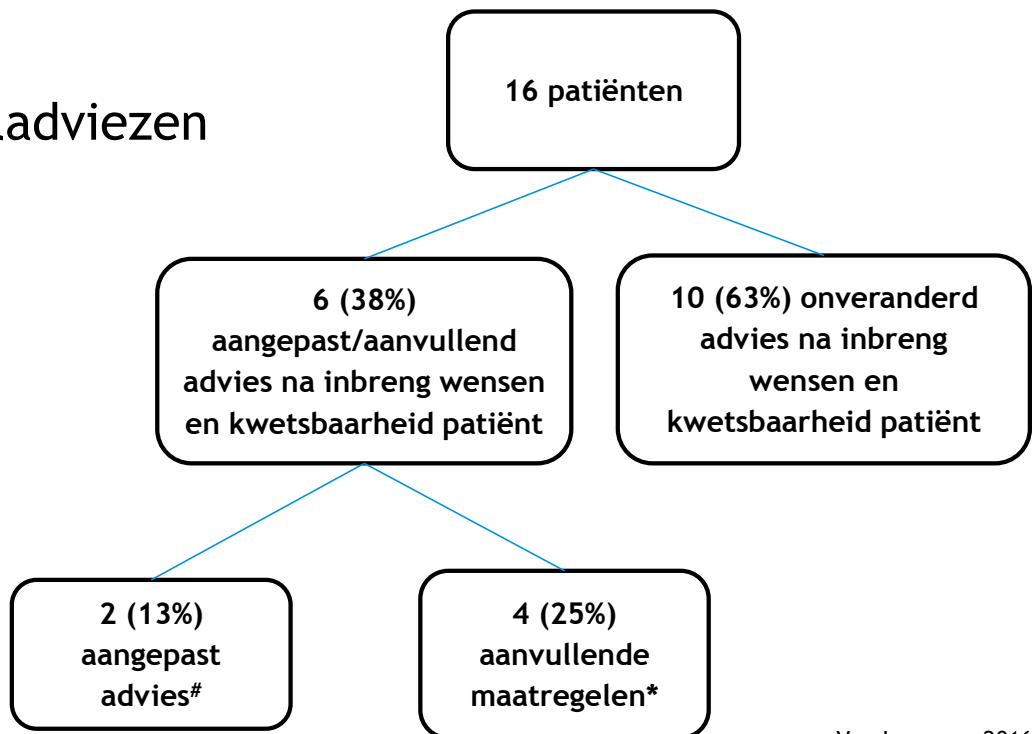 16 patiënten
adviezen
6 (38%)
aangepast/aanvullend
advies na inbreng wensen
en kwetsbaarheid patiënt
10 (63%) onveranderd
advies na inbreng
wensen en
kwetsbaarheid patiënt
2 (13%)
aangepast
advies#
4 (25%)
aanvullende
maatregelen*